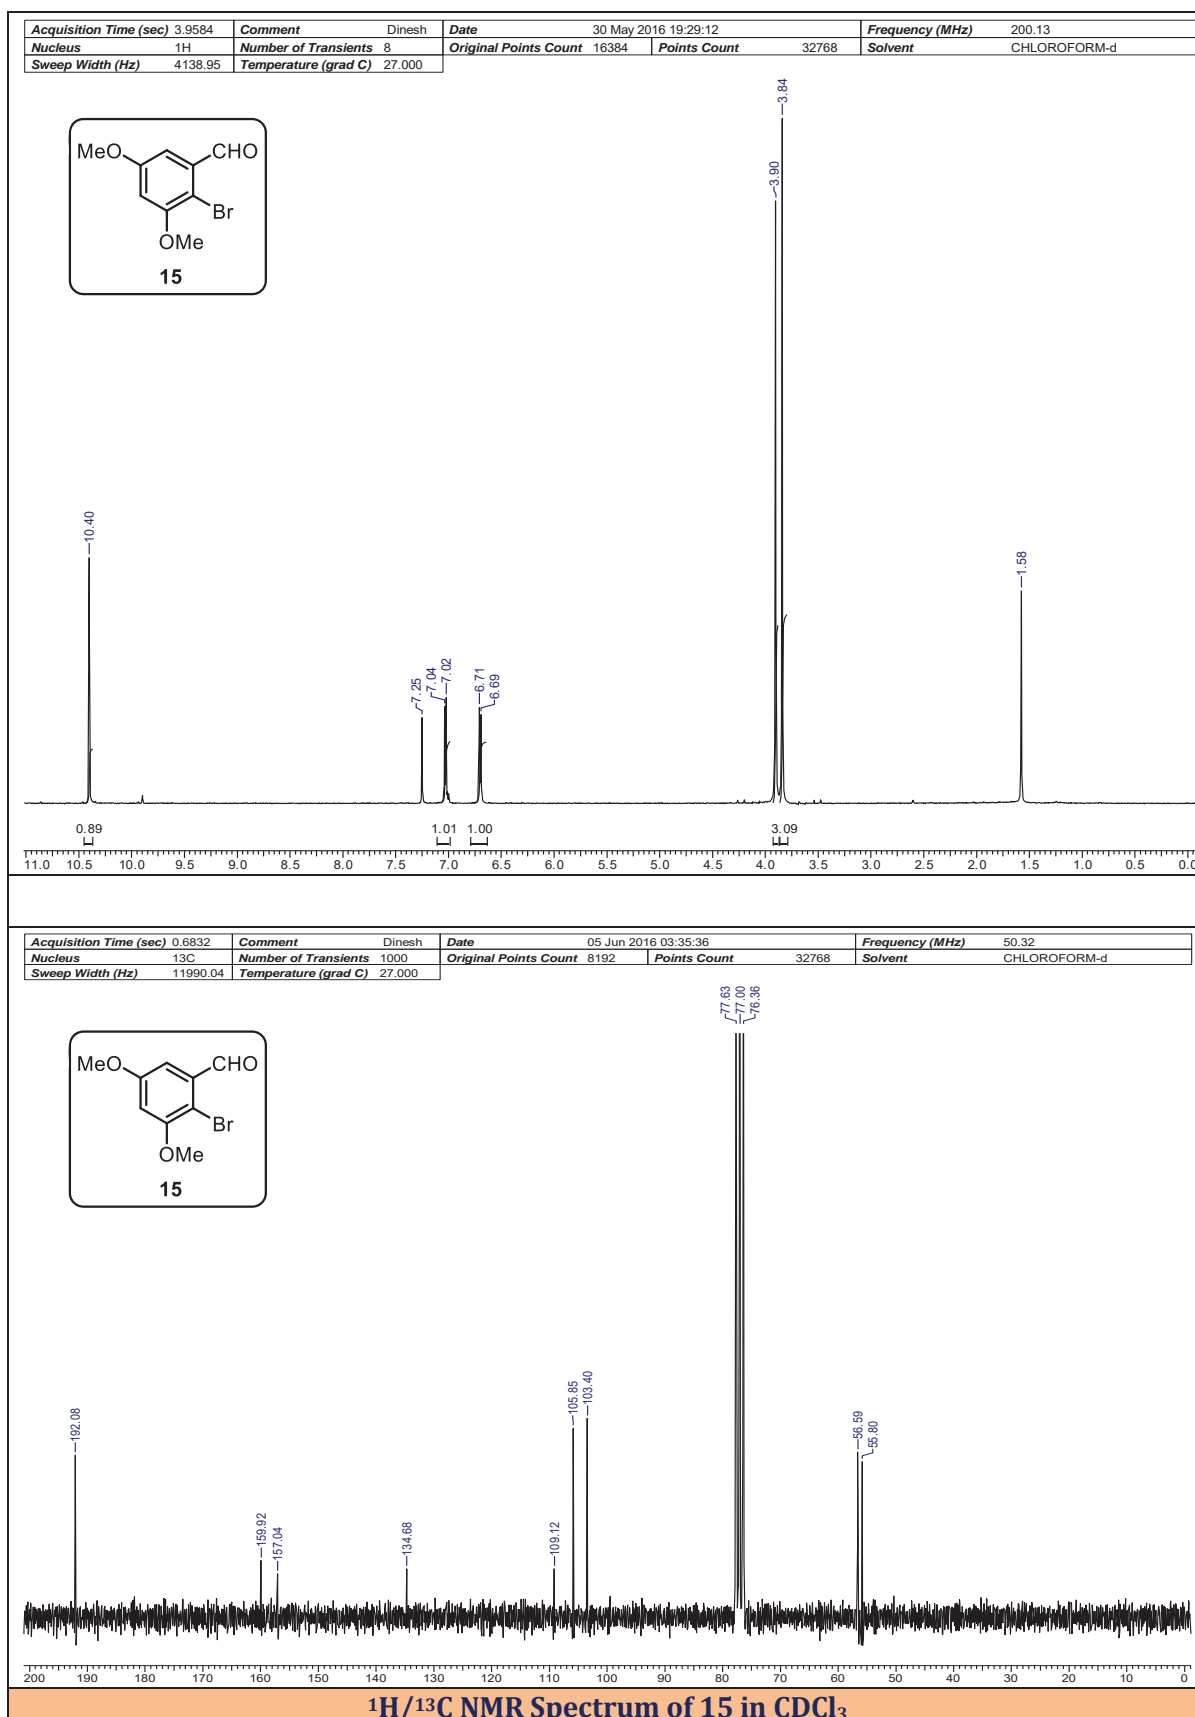 Acquisition Time (sec) 3.9584 Comment Dinesh Date 30 May 2016 19:29:12 Frequency (MHz) 200.13
Nucleus 1H Number of Transients 8 Original Points Count 16384 Points Count 32768 Solvent CHLOROFORM-d
Sweep Width (Hz) 4138.95 Temperature (grad C) 27.000
MeO CHO
Br
OMe
15
10.40
7.25
7.04
7.02
6.71
6.69
3.90
3.84
1.58
0.89 1.01 1.00 3.09
11.0 10.5 10.0 9.5 9.0 8.5 8.0 7.5 7.0 6.5 6.0 5.5 5.0 4.5 4.0 3.5 3.0 2.5 2.0 1.5 1.0 0.5 0.0
Acquisition Time (sec) 0.6832 Comment Dinesh Date 05 Jun 2016 03:35:36 Frequency (MHz) 50.32
Nucleus 13C Number of Transients 1000 Original Points Count 8192 Points Count 32768 Solvent CHLOROFORM-d
Sweep Width (Hz) 11990.04 Temperature (grad C) 27.000
MeO CHO
Br
OMe
15
192.08
159.92
157.04
134.68
109.12
105.85
103.40
77.63
77.00
76.36
56.59
55.80
200 190 180 170 160 150 140 130 120 110 100 90 80 70 60 50 40 30 20 10 0
¹H/¹³C NMR Spectrum of 15 in CDCl₃